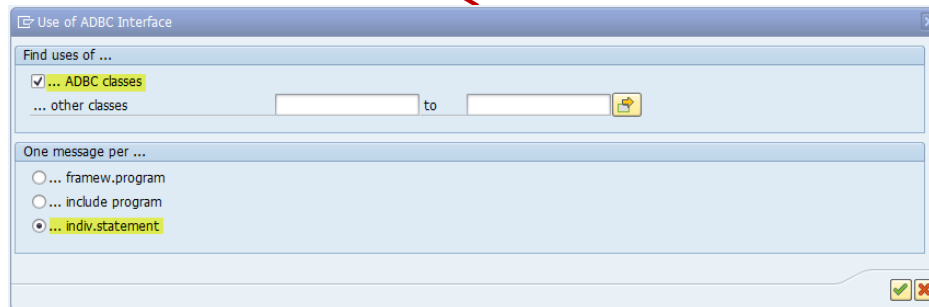 Use of ADBC Interface
Find uses of ...
... ADBC classes
... other classes to
One message per ...
... framew.program
... include program
... indiv.statement